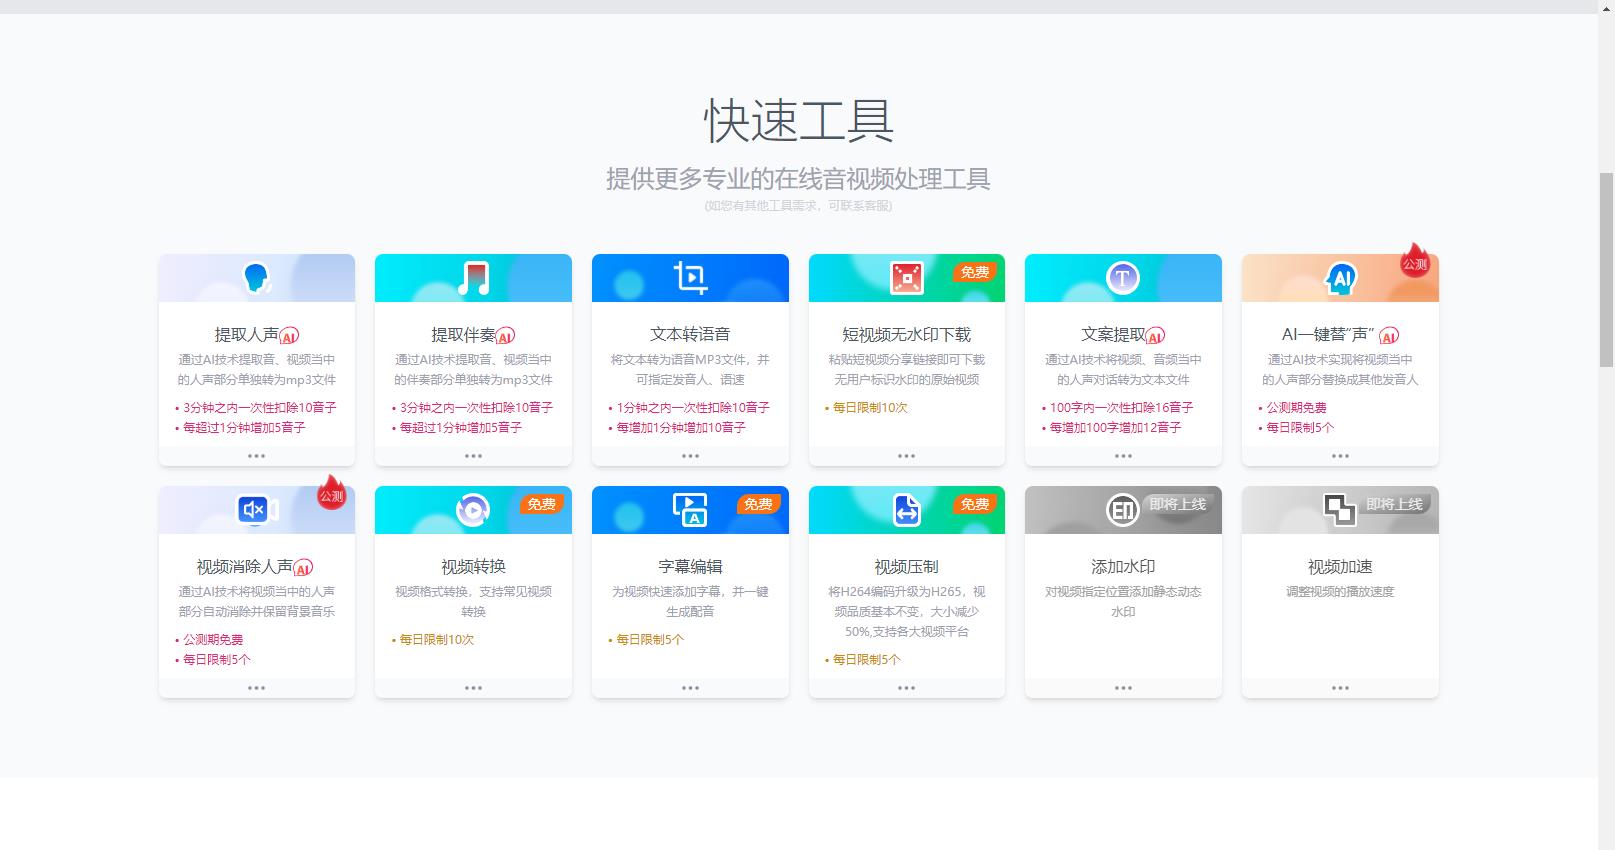 快速工具
提供更多专业的在线音视频处理工具
(如您有其他工具需求，可联系客服)
提取人声AI
通过AI技术提取音、视频当中
的人声部分单独转为mp3文件
• 3分钟之内一次性扣除10音子
• 每超过1分钟增加5音子
提取伴奏AI
通过AI技术提取音、视频当中
的伴奏部分单独转为mp3文件
• 3分钟之内一次性扣除10音子
• 每超过1分钟增加5音子
文本转语音
将文本转为语音MP3文件，并
可指定发音人、语速
• 1分钟之内一次性扣除10音子
• 每增加1分钟增加10音子
免费
短视频无水印下载
粘贴短视频分享链接即可下载
无用户标识水印的原始视频
• 每日限制10次
T
文案提取AI
通过AI技术将视频、音频当中
的人声对话转为文本文件
• 100字内一次性扣除16音子
• 每增加100字增加12音子
AI
公测
AI一键替“声” AI
通过AI技术实现将视频当中
的人声部分替换成其他发音人
• 公测期免费
• 每日限制5个
公测
视频消除人声AI
通过AI技术将视频当中的人声
部分自动消除并保留背景音乐
• 公测期免费
• 每日限制5个
免费
视频转换
视频格式转换，支持常见视频
转换
• 每日限制10次
A
免费
字幕编辑
为视频快速添加字幕，并一键
生成配音
• 每日限制5个
免费
视频压制
将H264编码升级为H265，视
频品质基本不变，大小减少
50%,支持各大视频平台
• 每日限制5个
即将上线
添加水印
对视频指定位置添加静态动态
水印
即将上线
视频加速
调整视频的播放速度